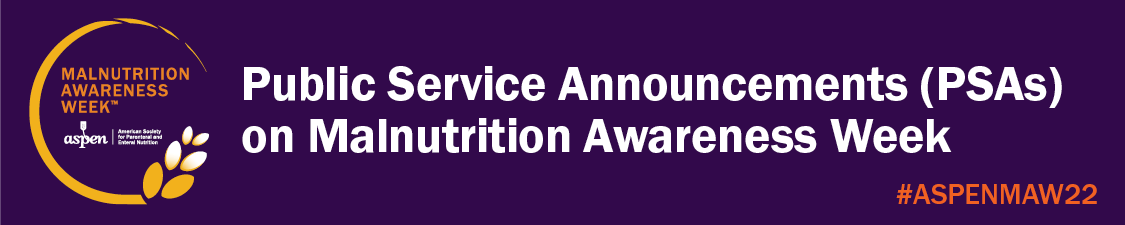 MALNUTRITION
AWARENESS
WEEK™
aspen
American Society
for Parenteral and
Enteral Nutrition
Public Service Announcements (PSAs)
on Malnutrition Awareness Week
#ASPENMAW22